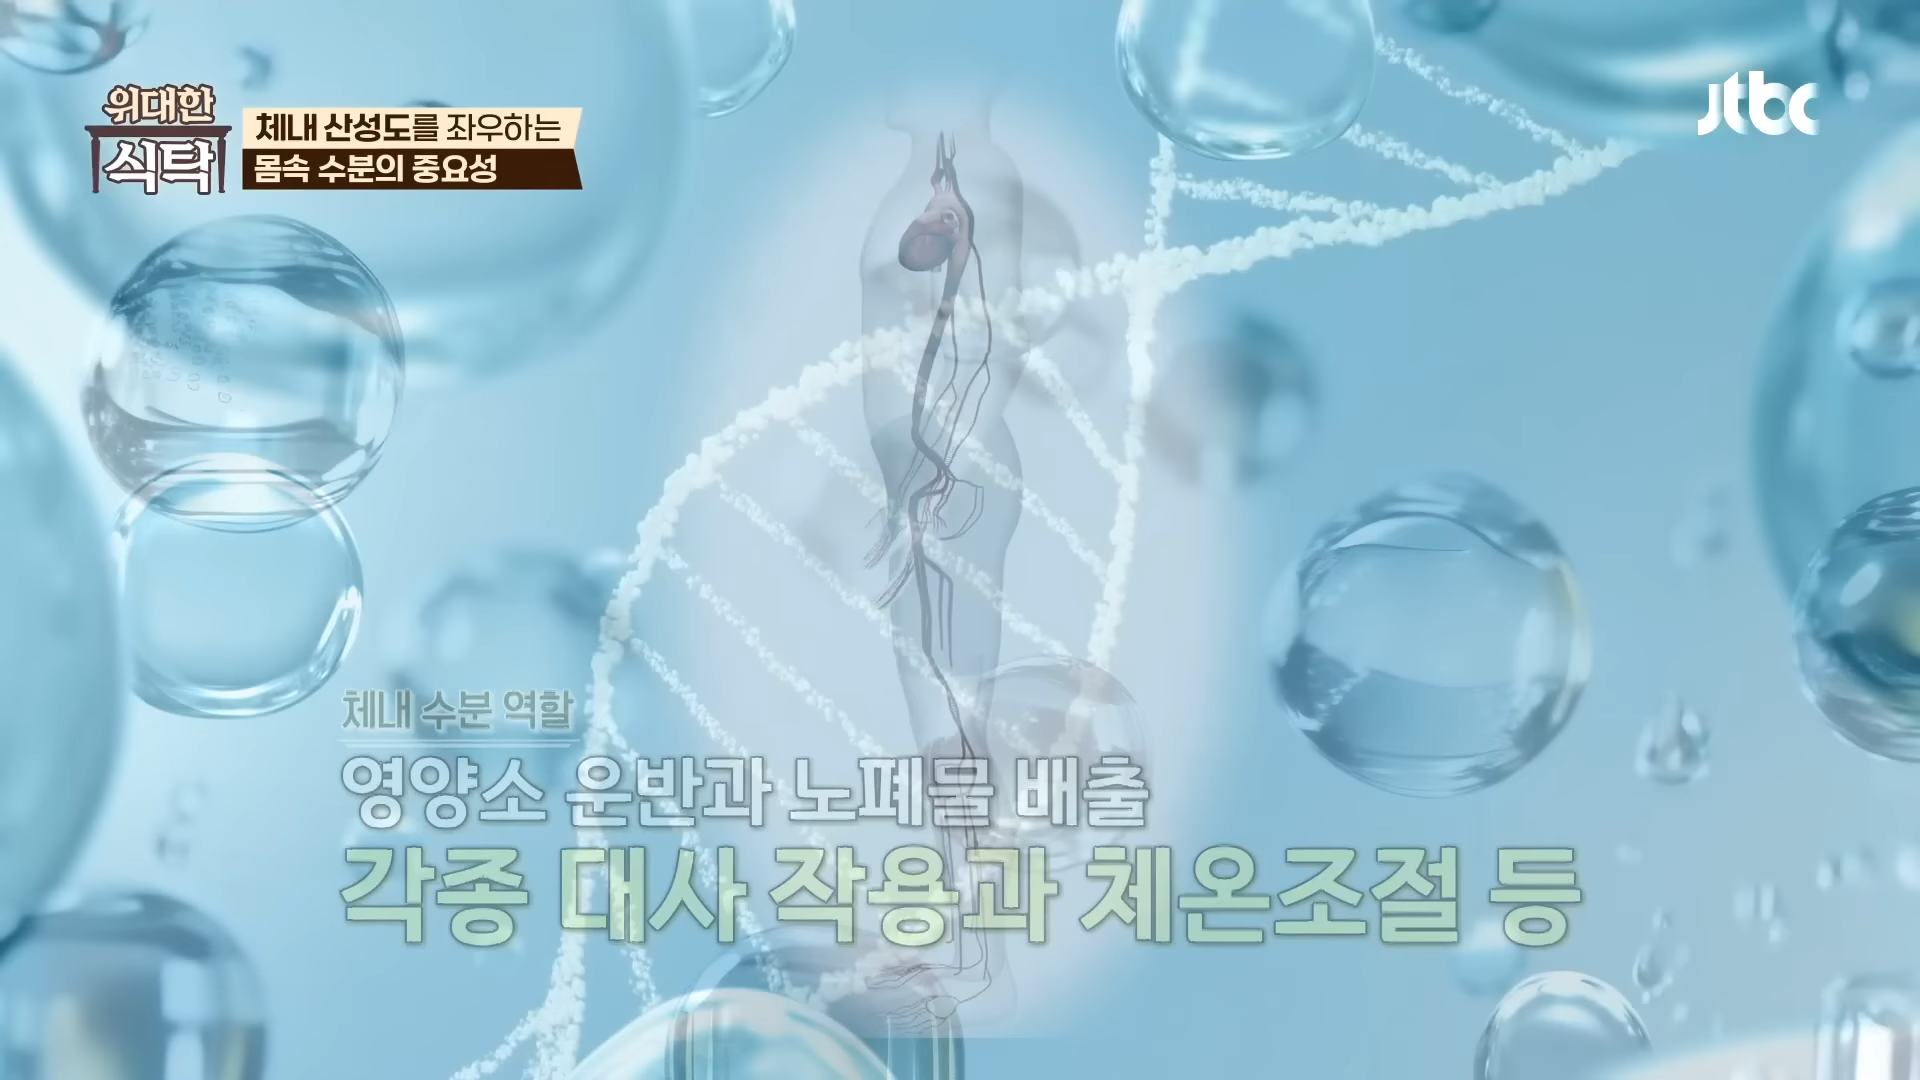 위대한
식탁
체내 산성도를 좌우하는
몸속 수분의 중요성
jtbc
체내 수분 역할
영양소 운반과 노폐물 배출
각종 대사 작용과 체온조절 등